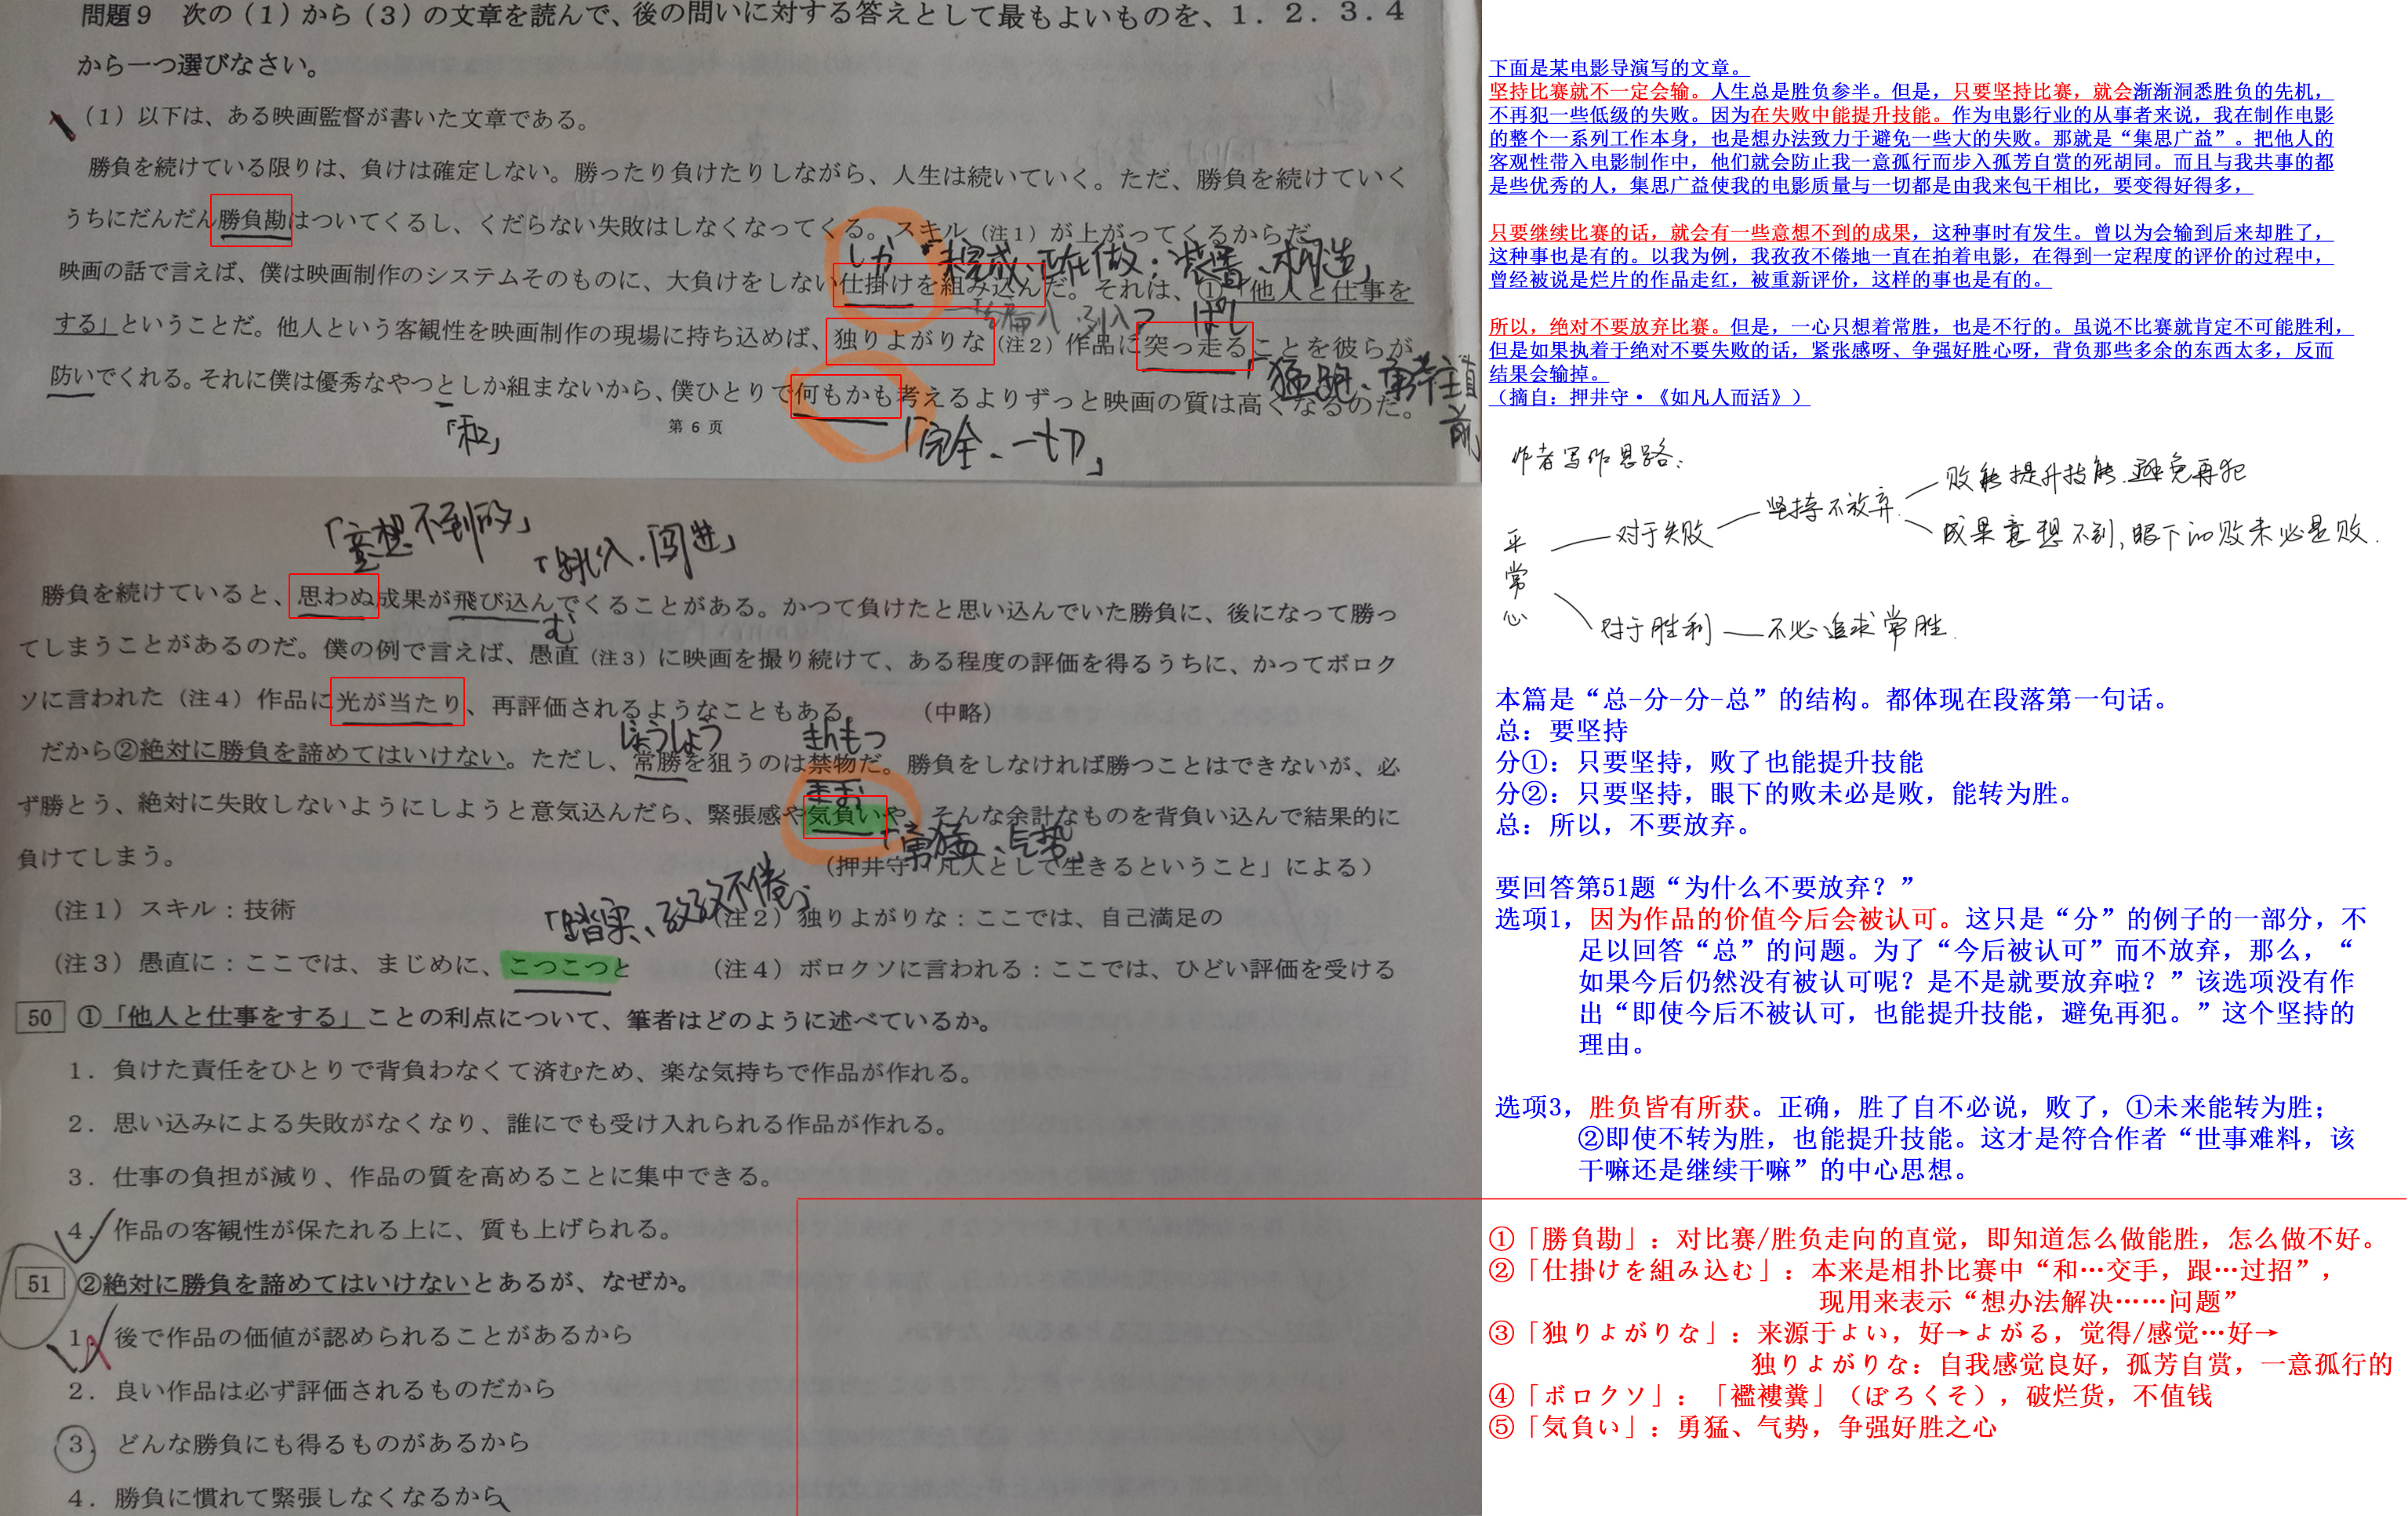 問題９　次の（１）から（３）の文章を読んで、後の問いに対する答えとして最もよいものを、１．２．３．４
から一つ選びなさい。
（１）以下は、ある映画監督が書いた文章である。
勝負を続けている限りは、負けは確定しない。勝ったり負けたりしながら、人生は続いていく。ただ、勝負を続けていく
うちにだんだん勝負勘はついてくるし、くだらない失敗はしなくなってくる。スキル（注１）が上がってくるからだ。
しか「未完成、正在做・装置、构造」
映画の話で言えば、僕は映画制作のシステムそのものに、大負けをしない仕掛けを組み込んだ。それは、①「他人と仕事を
つ ぱし
する」ということだ。他人という客観性を映画制作の現場に持ち込めば、独りよがりな（注２）作品に突っ走ることを彼らが
「猛跑、勇往直前
防いでくれる。それに僕は優秀なやつとしか組まないから、僕ひとりで何もかも考えるよりずっと映画の質は高くなるのだ。
「和」
「完全、一切」
第 6 页
「意想不到的」
「跳入、闯进」
勝負を続けていると、思わぬ成果が飛び込んでくることがある。かつて負けたと思い込んでいた勝負に、後になって勝っ
む
てしまうことがあるのだ。僕の例で言えば、愚直（注３）に映画を撮り続けて、ある程度の評価を得るうちに、かってボロク
ソに言われた（注４）作品に光が当たり、再評価されるようなこともある。　　（中略）
じょうしょう　きんもつ
だから②絶対に勝負を諦めてはいけない。ただし、常勝を狙うのは禁物だ。勝負をしなければ勝つことはできないが、必
きお
ず勝とう、絶対に失敗しないようにしようと意気込んだら、緊張感や気負いや、そんな余計なものを背負い込んで結果的に
「勇猛、气势」
負けてしまう。
（押井守「凡人として生きるということ」による）
「踏实、孜孜不倦」
（注１）スキル：技術　　（注２）独りよがりな：ここでは、自己満足の
（注３）愚直に：ここでは、まじめに、こつこつと　　（注４）ボロクソに言われる：ここでは、ひどい評価を受ける
50　①「他人と仕事をする」ことの利点について、筆者はどのように述べているか。
１．負けた責任をひとりで背負わなくて済むため、楽な気持ちで作品が作れる。
２．思い込みによる失敗がなくなり、誰にでも受け入れられる作品が作れる。
３．仕事の負担が減り、作品の質を高めることに集中できる。
４．作品の客観性が保たれる上に、質も上げられる。
51　②絶対に勝負を諦めてはいけないとあるが、なぜか。
１．後で作品の価値が認められることがあるから
２．良い作品は必ず評価されるものだから
３．どんな勝負にも得るものがあるから
４．勝負に慣れて緊張しなくなるから
下面是某电影导演写的文章。
坚持比赛就不一定会输。人生总是胜负参半。但是，只要坚持比赛，就会渐渐洞悉胜负的先机，
不再犯一些低级的失败。因为在失败中能提升技能。作为电影行业的从事者来说，我在制作电影
的整个一系列工作本身，也是想办法致力于避免一些大的失败。那就是“集思广益”。把他人的
客观性带入电影制作中，他们就会防止我一意孤行而步入孤芳自赏的死胡同。而且与我共事的都
是些优秀的人，集思广益使我的电影质量与一切都是由我来包干相比，要变得好得多，
只要继续比赛的话，就会有一些意想不到的成果，这种事时有发生。曾以为会输到后来却胜了，
这种事也是有的。以我为例，我孜孜不倦地一直在拍着电影，在得到一定程度的评价的过程中，
曾经被说是烂片的作品走红，被重新评价，这样的事也是有的。
所以，绝对不要放弃比赛。但是，一心只想着常胜，也是不行的。虽说不比赛就肯定不可能胜利，
但是如果执着于绝对不要失败的话，紧张感呀、争强好胜心呀，背负那些多余的东西太多，反而
结果会输掉。
（摘自：押井守·《如凡人而活》）
作者写作思路：
平常心
对于失败
坚持不放弃
败能提升技能，避免再犯
成果意想不到，眼下的败未必是败．
对于胜利 — 不必追求常胜．
本篇是“总-分-分-总”的结构。都体现在段落第一句话。
总：要坚持
分①：只要坚持，败了也能提升技能
分②：只要坚持，眼下的败未必是败，能转为胜。
总：所以，不要放弃。
要回答第51题“为什么不要放弃？”
选项1，因为作品的价值今后会被认可。这只是“分”的例子的一部分，不
足以回答“总”的问题。为了“今后被认可”而不放弃，那么，“
如果今后仍然没有被认可呢？是不是就要放弃啦？”该选项没有作
出“即使今后不被认可，也能提升技能，避免再犯。”这个坚持的
理由。
选项3，胜负皆有所获。正确，胜了自不必说，败了，①未来能转为胜；
②即使不转为胜，也能提升技能。这才是符合作者“世事难料，该
干嘛还是继续干嘛”的中心思想。
①「勝負勘」：对比赛/胜负走向的直觉，即知道怎么做能胜，怎么做不好。
②「仕掛けを組み込む」：本来是相扑比赛中“和…交手，跟…过招”，
现用来表示“想办法解决……问题”
③「独りよがりな」：来源于よい，好→よがる，觉得/感觉…好→
独りよがりな：自我感觉良好，孤芳自赏，一意孤行的
④「ボロクソ」：「襤褸糞」（ぼろくそ），破烂货，不值钱
⑤「気負い」：勇猛、气势，争强好胜之心